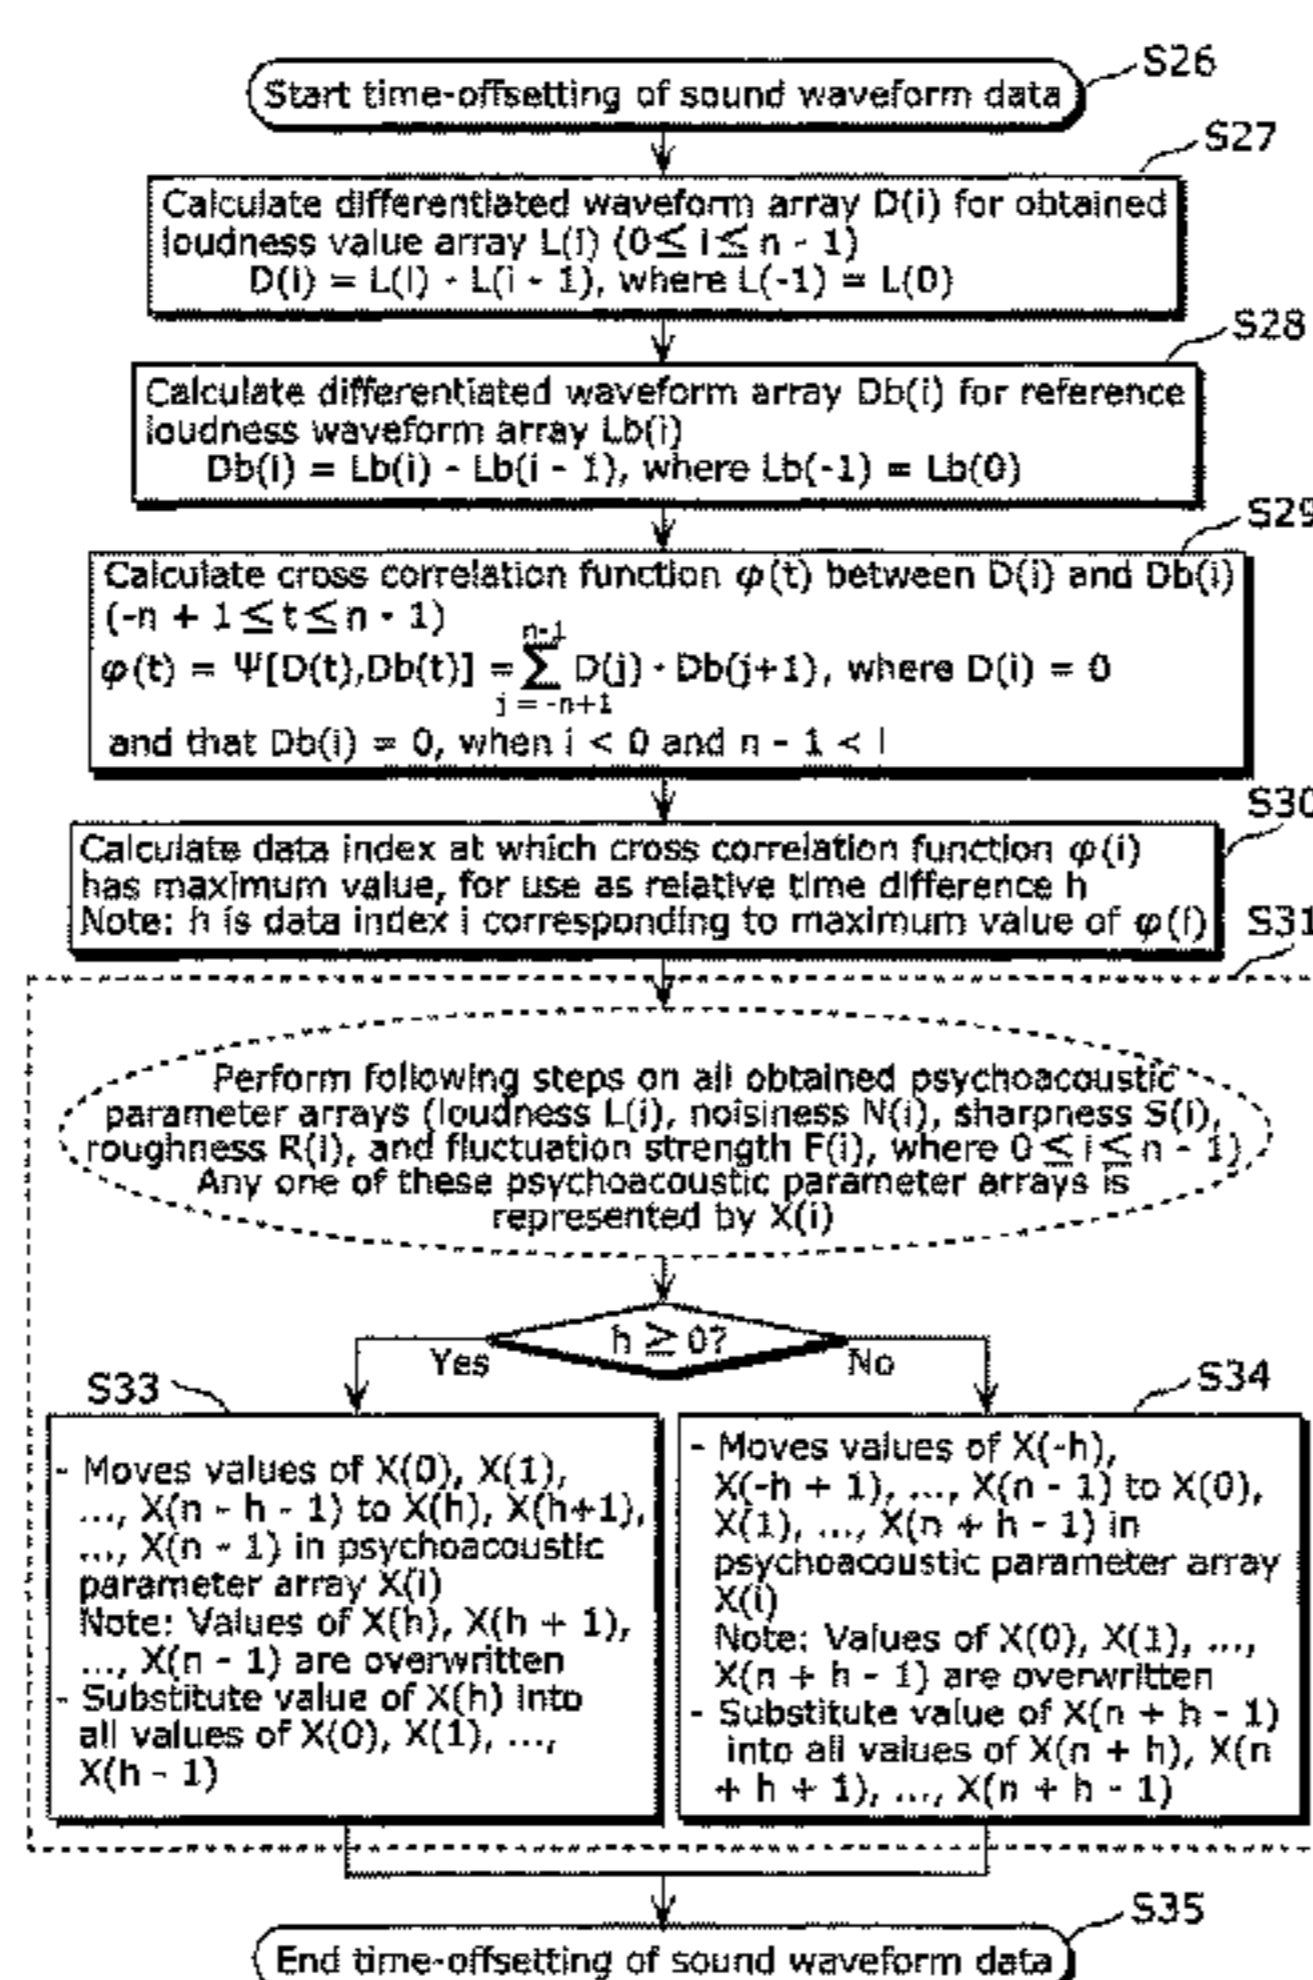 S26
Start time-offsetting of sound waveform data
S27
Calculate differentiated waveform array D(i) for obtained
loudness value array L(i) (0≤ i ≤ n - 1)
D(i) = L(i) - L(i - 1), where L(-1) = L(0)
S28
Calculate differentiated waveform array Db(i) for reference
loudness waveform array Lb(i)
Db(i) = Lb(i) - Lb(i - 1), where Lb(-1) = Lb(0)
S29
Calculate cross correlation function φ(t) between D(i) and Db(i)
(-n + 1 ≤ t ≤ n - 1)
n-1
φ(t) = Ψ[D(t),Db(t)] = ∑ D(j) · Db(j+1), where D(i) = 0
j = -n+1
and that Db(i) = 0, when i < 0 and n - 1 < i
S30
Calculate data index at which cross correlation function φ(i)
has maximum value, for use as relative time difference h
Note: h is data index i corresponding to maximum value of φ(i)
S31
Perform following steps on all obtained psychoacoustic
parameter arrays (loudness L(i), noisiness N(i), sharpness S(i),
roughness R(i), and fluctuation strength F(i), where 0 ≤ i ≤ n - 1)
Any one of these psychoacoustic parameter arrays is
represented by X(i)
h ≥ 0?
Yes
No
S33
- Moves values of X(0), X(1),
..., X(n - h - 1) to X(h), X(h+1),
..., X(n - 1) in psychoacoustic
parameter array X(i)
Note: Values of X(h), X(h + 1),
..., X(n - 1) are overwritten
- Substitute value of X(h) into
all values of X(0), X(1), ...,
X(h - 1)
S34
- Moves values of X(-h),
X(-h + 1), ..., X(n - 1) to X(0),
X(1), ..., X(n + h - 1) in
psychoacoustic parameter array
X(i)
Note: Values of X(0), X(1), ...,
X(n + h - 1) are overwritten
- Substitute value of X(n + h - 1)
into all values of X(n + h), X(n
+ h + 1), ..., X(n + h - 1)
S35
End time-offsetting of sound waveform data